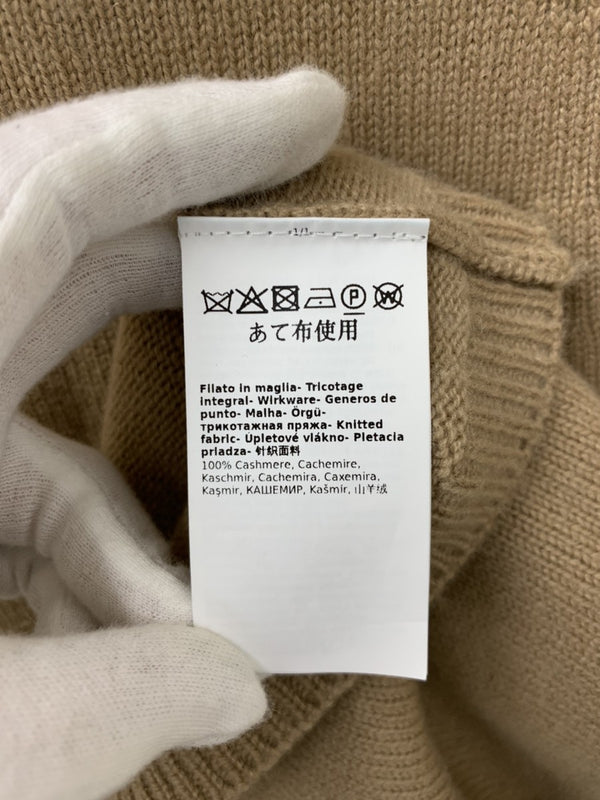 1/1
P W
あて布使用
Filato in maglia- Tricotage
integral- Wirkware- Generos de
punto- Malha- Örgü-
трикотажная пряжа- Knitted
fabric- Úpletové vlákno- Pletacia
priadza- 针织面料
100% Cashmere, Cachemire,
Kaschmir, Cachemira, Caxemira,
Kaşmir, КАШЕМИР, Kašmír, 山羊绒